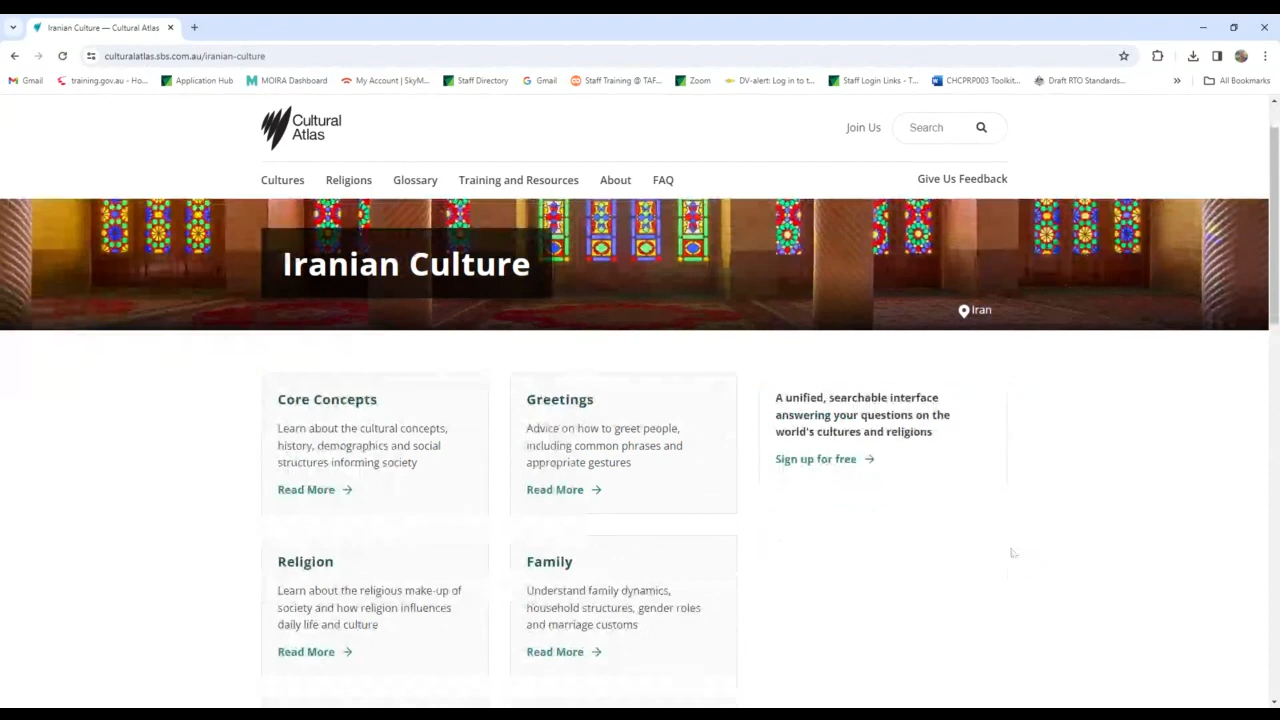 Iranian Culture — Cultural Atlas
culturalatlas.sbs.com.au/iranian-culture
Gmail
training.gov.au - Ho...
Application Hub
MOIRA Dashboard
My Account | SkyM...
Staff Directory
Gmail
Staff Training @ TAF...
Zoom
DV-alert: Log in to t...
Staff Login Links - T...
CHCPRP003 Toolkit...
Draft RTO Standards...
All Bookmarks
Cultural
Atlas
Join Us
Search
Cultures
Religions
Glossary
Training and Resources
About
FAQ
Give Us Feedback
Iranian Culture
Iran
Core Concepts
Learn about the cultural concepts,
history, demographics and social
structures informing society
Read More
Greetings
Advice on how to greet people,
including common phrases and
appropriate gestures
Read More
A unified, searchable interface
answering your questions on the
world's cultures and religions
Sign up for free
Religion
Learn about the religious make-up of
society and how religion influences
daily life and culture
Read More
Family
Understand family dynamics,
household structures, gender roles
and marriage customs
Read More